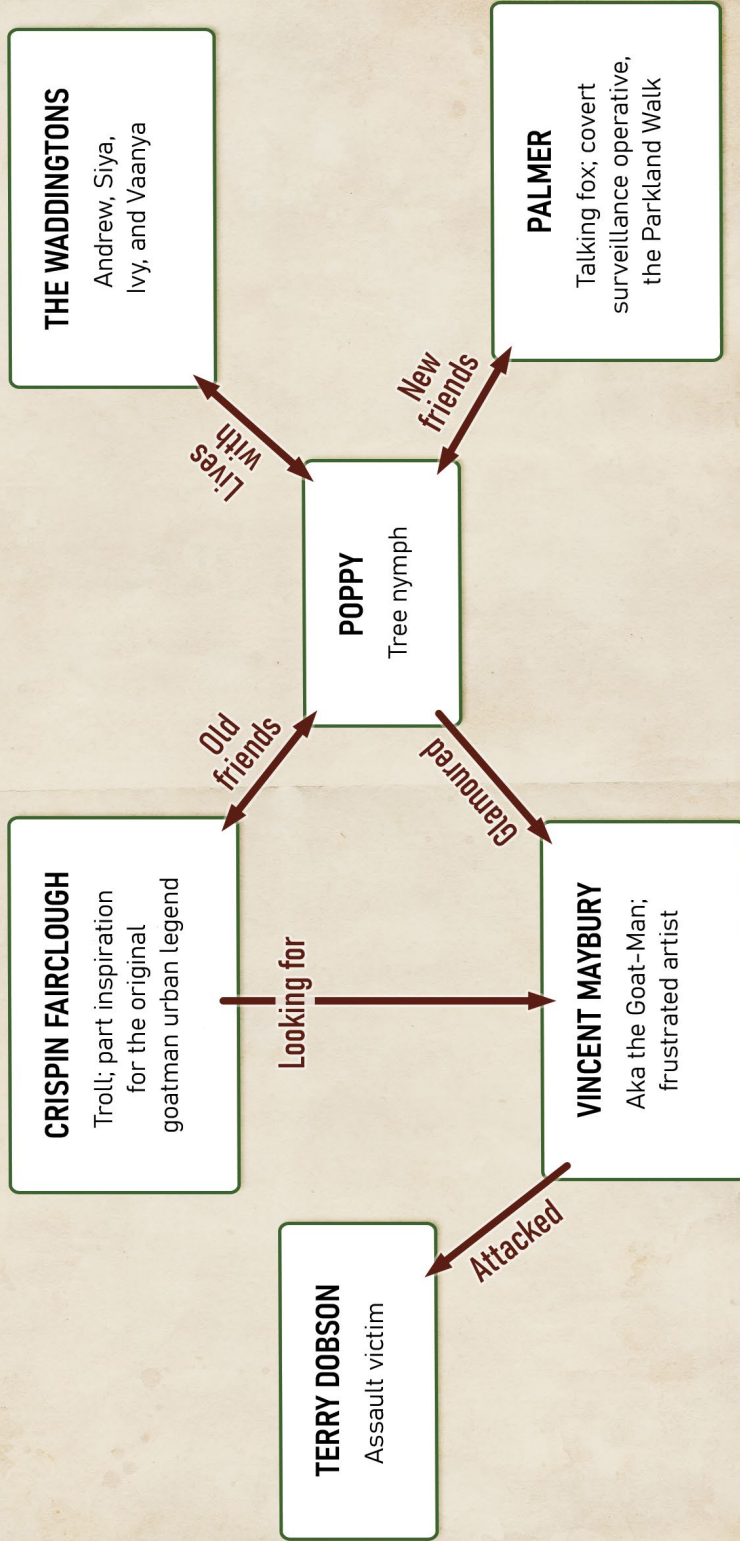 TERRY DOBSON
Assault victim
CRISPIN FAIRCLOUGH
Troll; part inspiration
for the original
goatman urban legend
Attacked
Looking for
VINCENT MAYBURY
Aka the Goat-Man;
frustrated artist
Old
friends
Glamoured
POPPY
Tree nymph
Lives
with
New
friends
THE WADDINGTONS
Andrew, Siya,
Ivy, and Vaanya
PALMER
Talking fox; covert
surveillance operative,
the Parkland Walk